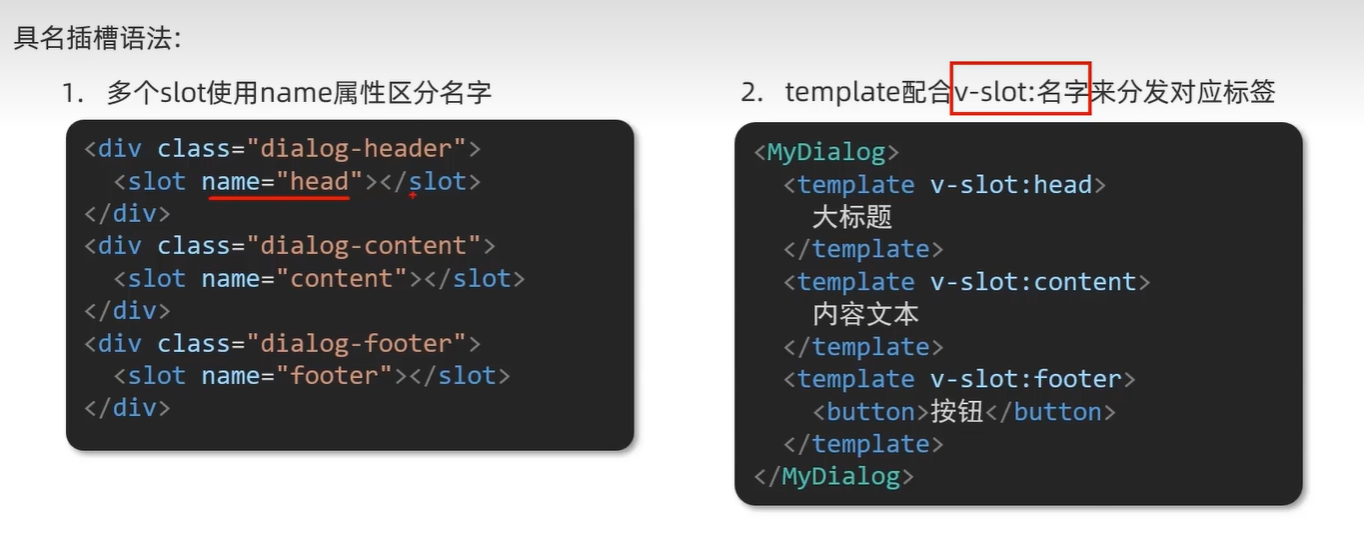 具名插槽语法:
1. 多个slot使用name属性区分名字
<div class="dialog-header">
  <slot name="head"></slot>
</div>
<div class="dialog-content">
  <slot name="content"></slot>
</div>
<div class="dialog-footer">
  <slot name="footer"></slot>
</div>
2. template配合v-slot:名字来分发对应标签
<MyDialog>
  <template v-slot:head>
    大标题
  </template>
  <template v-slot:content>
    内容文本
  </template>
  <template v-slot:footer>
    <button>按钮</button>
  </template>
</MyDialog>